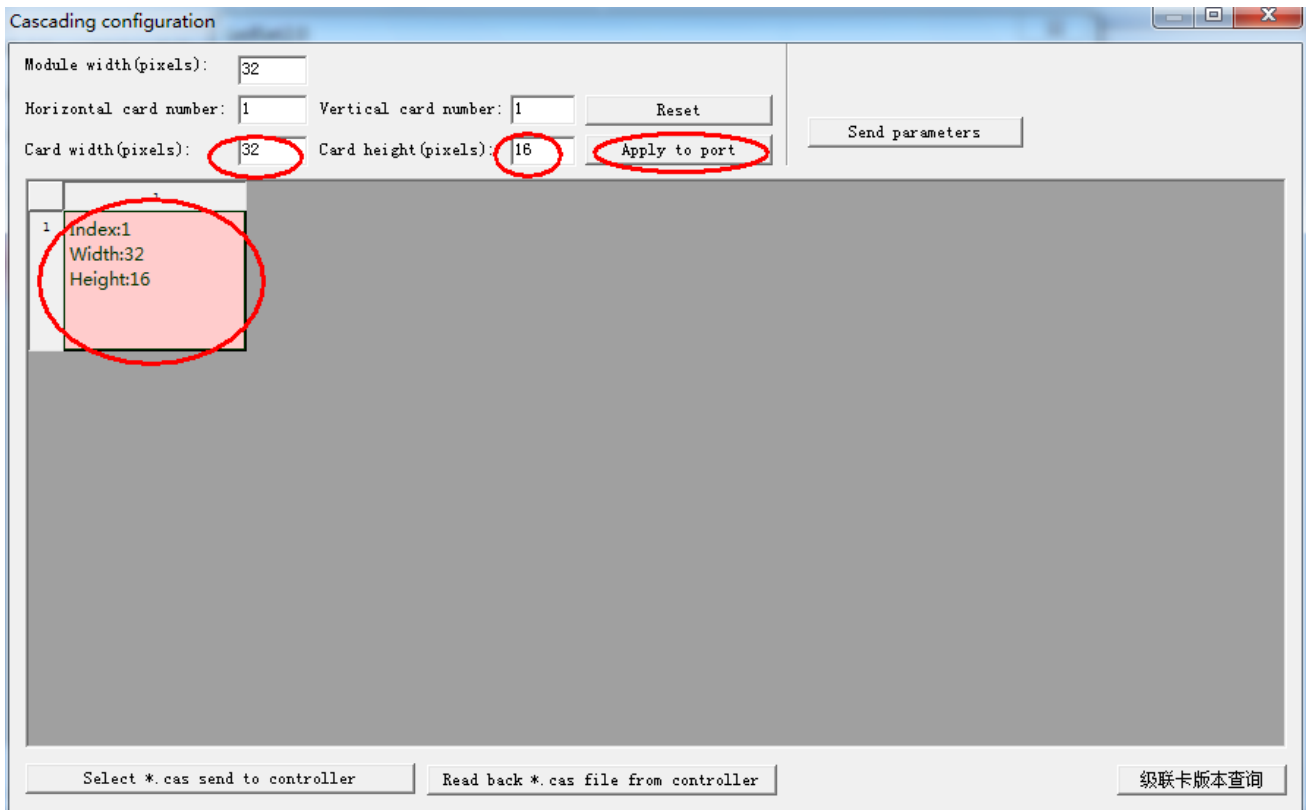 Cascading configuration
Module width(pixels): 32
Horizontal card number: 1 Vertical card number: 1 Reset
Send parameters
Card width(pixels): 32 Card height(pixels): 16 Apply to port
1
1 Index:1
Width:32
Height:16
Select *.cas send to controller Read back *.cas file from controller 级联卡版本查询